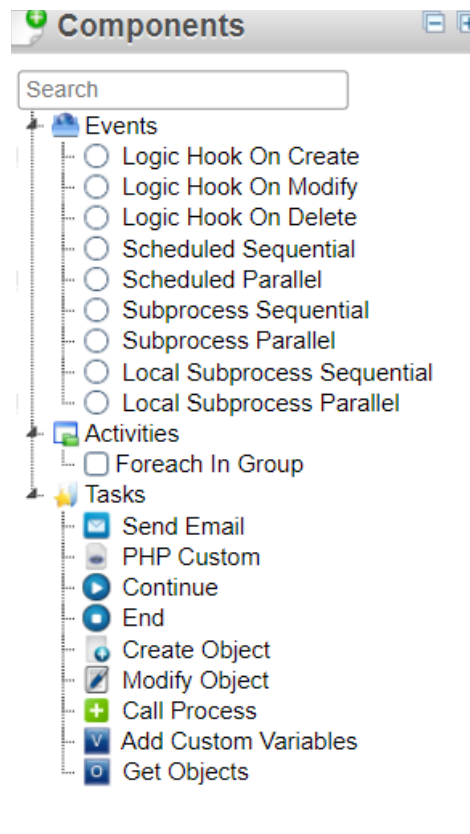 Components
Search
Events
Logic Hook On Create
Logic Hook On Modify
Logic Hook On Delete
Scheduled Sequential
Scheduled Parallel
Subprocess Sequential
Subprocess Parallel
Local Subprocess Sequential
Local Subprocess Parallel
Activities
Foreach In Group
Tasks
Send Email
PHP Custom
Continue
End
Create Object
Modify Object
Call Process
V Add Custom Variables
O Get Objects